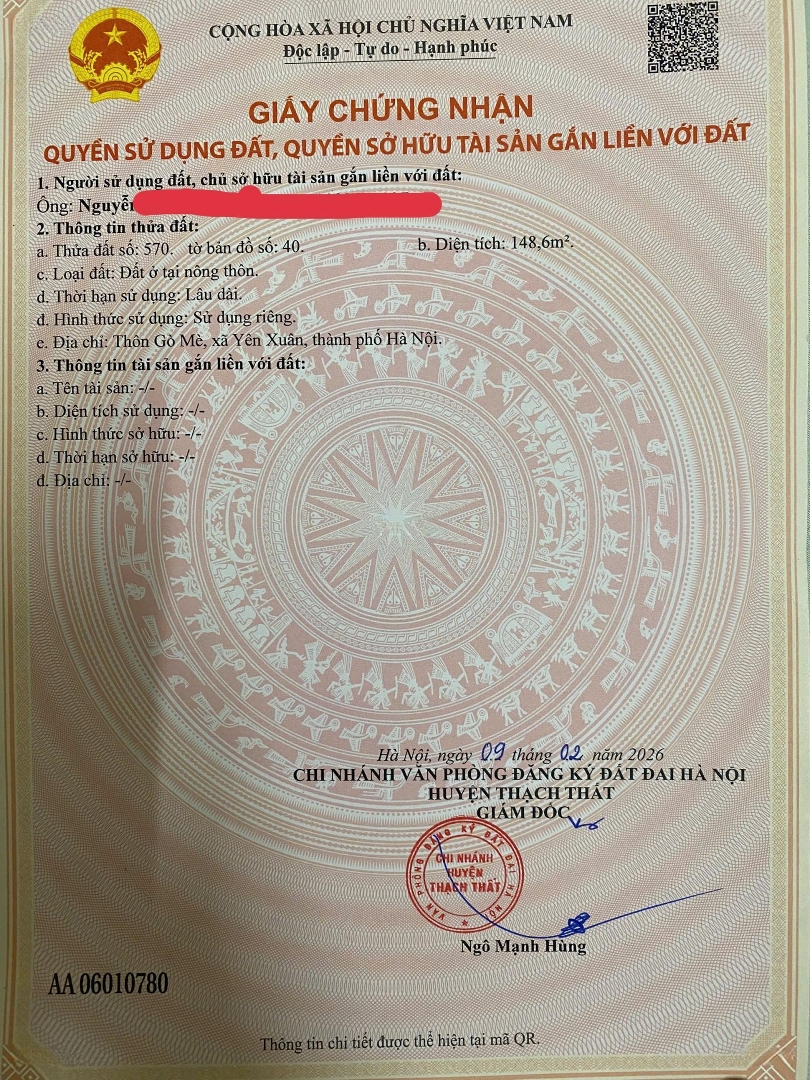 CỘNG HÒA XÃ HỘI CHỦ NGHĨA VIỆT NAM
Độc lập - Tự do - Hạnh phúc
GIẤY CHỨNG NHẬN
QUYỀN SỬ DỤNG ĐẤT, QUYỀN SỞ HỮU TÀI SẢN GẮN LIỀN VỚI ĐẤT
1. Người sử dụng đất, chủ sở hữu tài sản gắn liền với đất:
Ông: Nguyễn
2. Thông tin thửa đất:
a. Thửa đất số: 570. tờ bản đồ số: 40. b. Diện tích: 148,6m².
c. Loại đất: Đất ở tại nông thôn.
d. Thời hạn sử dụng: Lâu dài.
đ. Hình thức sử dụng: Sử dụng riêng.
e. Địa chỉ: Thôn Gò Mè, xã Yên Xuân, thành phố Hà Nội.
3. Thông tin tài sản gắn liền với đất:
a. Tên tài sản: -/-
b. Diện tích sử dụng: -/-
c. Hình thức sở hữu: -/-
d. Thời hạn sở hữu: -/-
đ. Địa chỉ: -/-
Hà Nội, ngày 09 tháng 02 năm 2026
CHI NHÁNH VĂN PHÒNG ĐĂNG KÝ ĐẤT ĐAI HÀ NỘI
HUYỆN THẠCH THẤT
GIÁM ĐỐC
VĂN PHÒNG ĐĂNG KÝ ĐẤT ĐAI HÀ NỘI
CHI NHÁNH
HUYỆN
THẠCH THẤT
Ngô Mạnh Hùng
AA 06010780
Thông tin chi tiết được thể hiện tại mã QR.